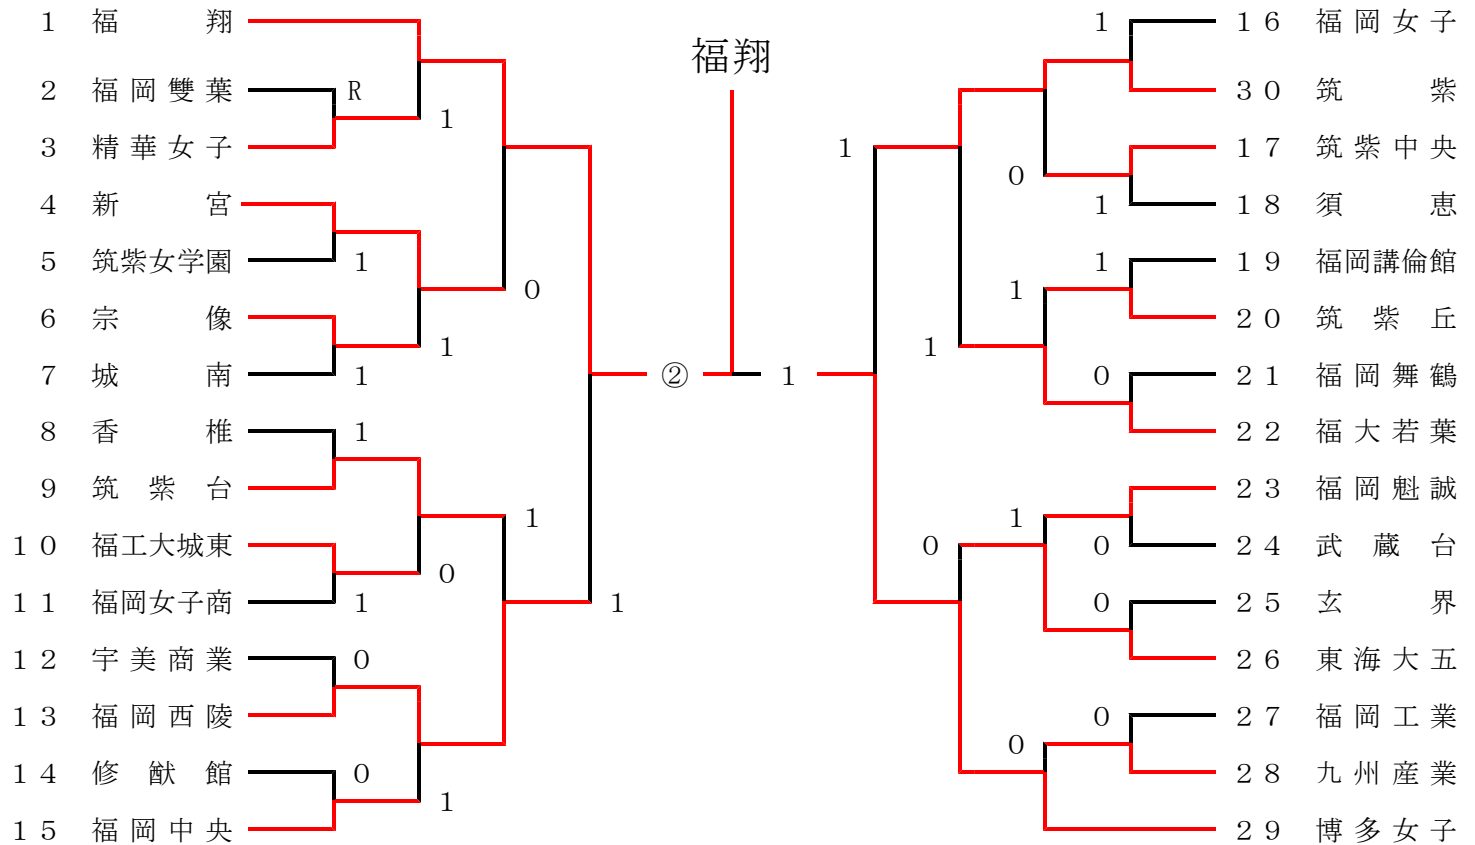 福翔
1 福翔
2 福岡雙葉 R
1
3 精華女子
4 新宮
5 筑紫女学園 1
0
6 宗像
1
7 城南 1
8 香椎 1
9 筑紫台
1
10 福工大城東
0
11 福岡女子商 1
1
12 宇美商業 0
13 福岡西陵
14 修猷館 0
1
15 福岡中央
② 1
1 16 福岡女子
30 筑紫
1
17 筑紫中央
0
1 18 須恵
1 19 福岡講倫館
1
20 筑紫丘
1
0 21 福岡舞鶴
22 福大若葉
23 福岡魁誠
1
0 0 24 武蔵台
0 25 玄界
26 東海大五
0 27 福岡工業
0
28 九州産業
29 博多女子